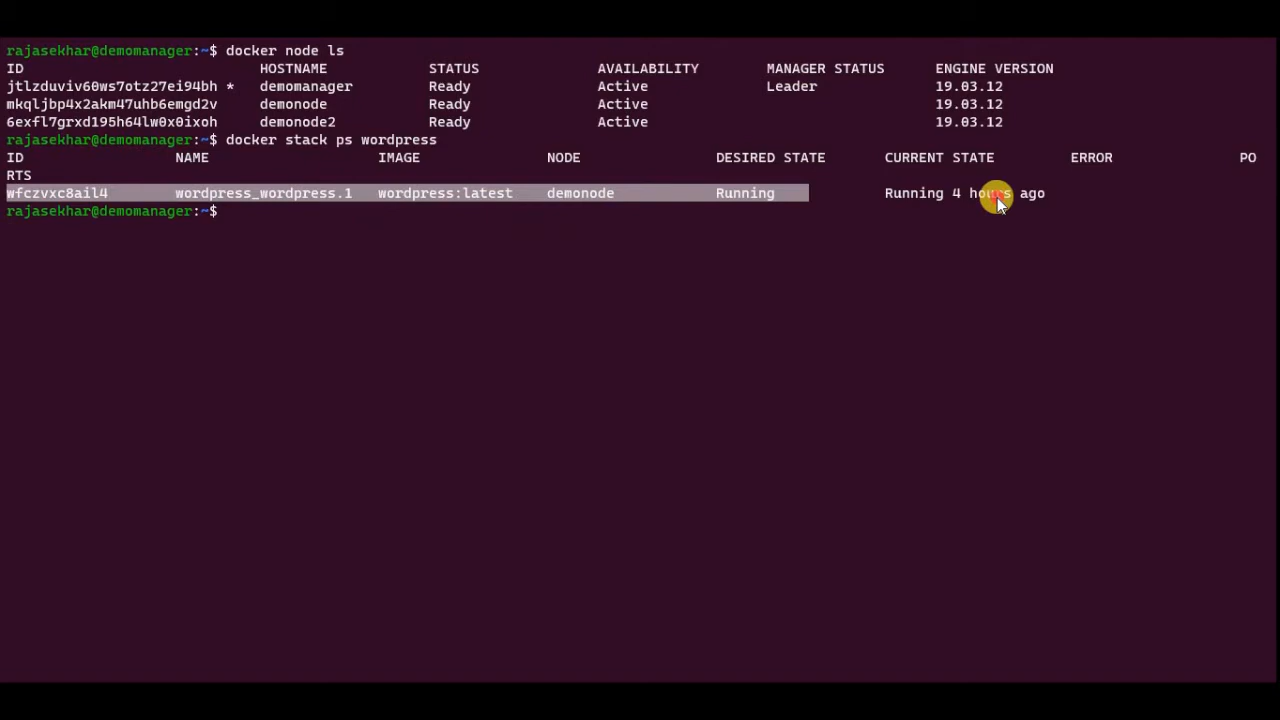 rajasekhar@demomanager:~$ docker node ls
ID HOSTNAME STATUS AVAILABILITY MANAGER STATUS ENGINE VERSION
jtlzduviv60ws7otz27ei94bh * demomanager Ready Active Leader 19.03.12
mkqljbp4x2akm47uhb6emgd2v demonode Ready Active 19.03.12
6exfl7grxd195h64lw0x0ixoh demonode2 Ready Active 19.03.12
rajasekhar@demomanager:~$ docker stack ps wordpress
ID NAME IMAGE NODE DESIRED STATE CURRENT STATE ERROR PO
RTS
wfczvxc8ail4 wordpress_wordpress.1 wordpress:latest demonode Running Running 4 hours ago
rajasekhar@demomanager:~$